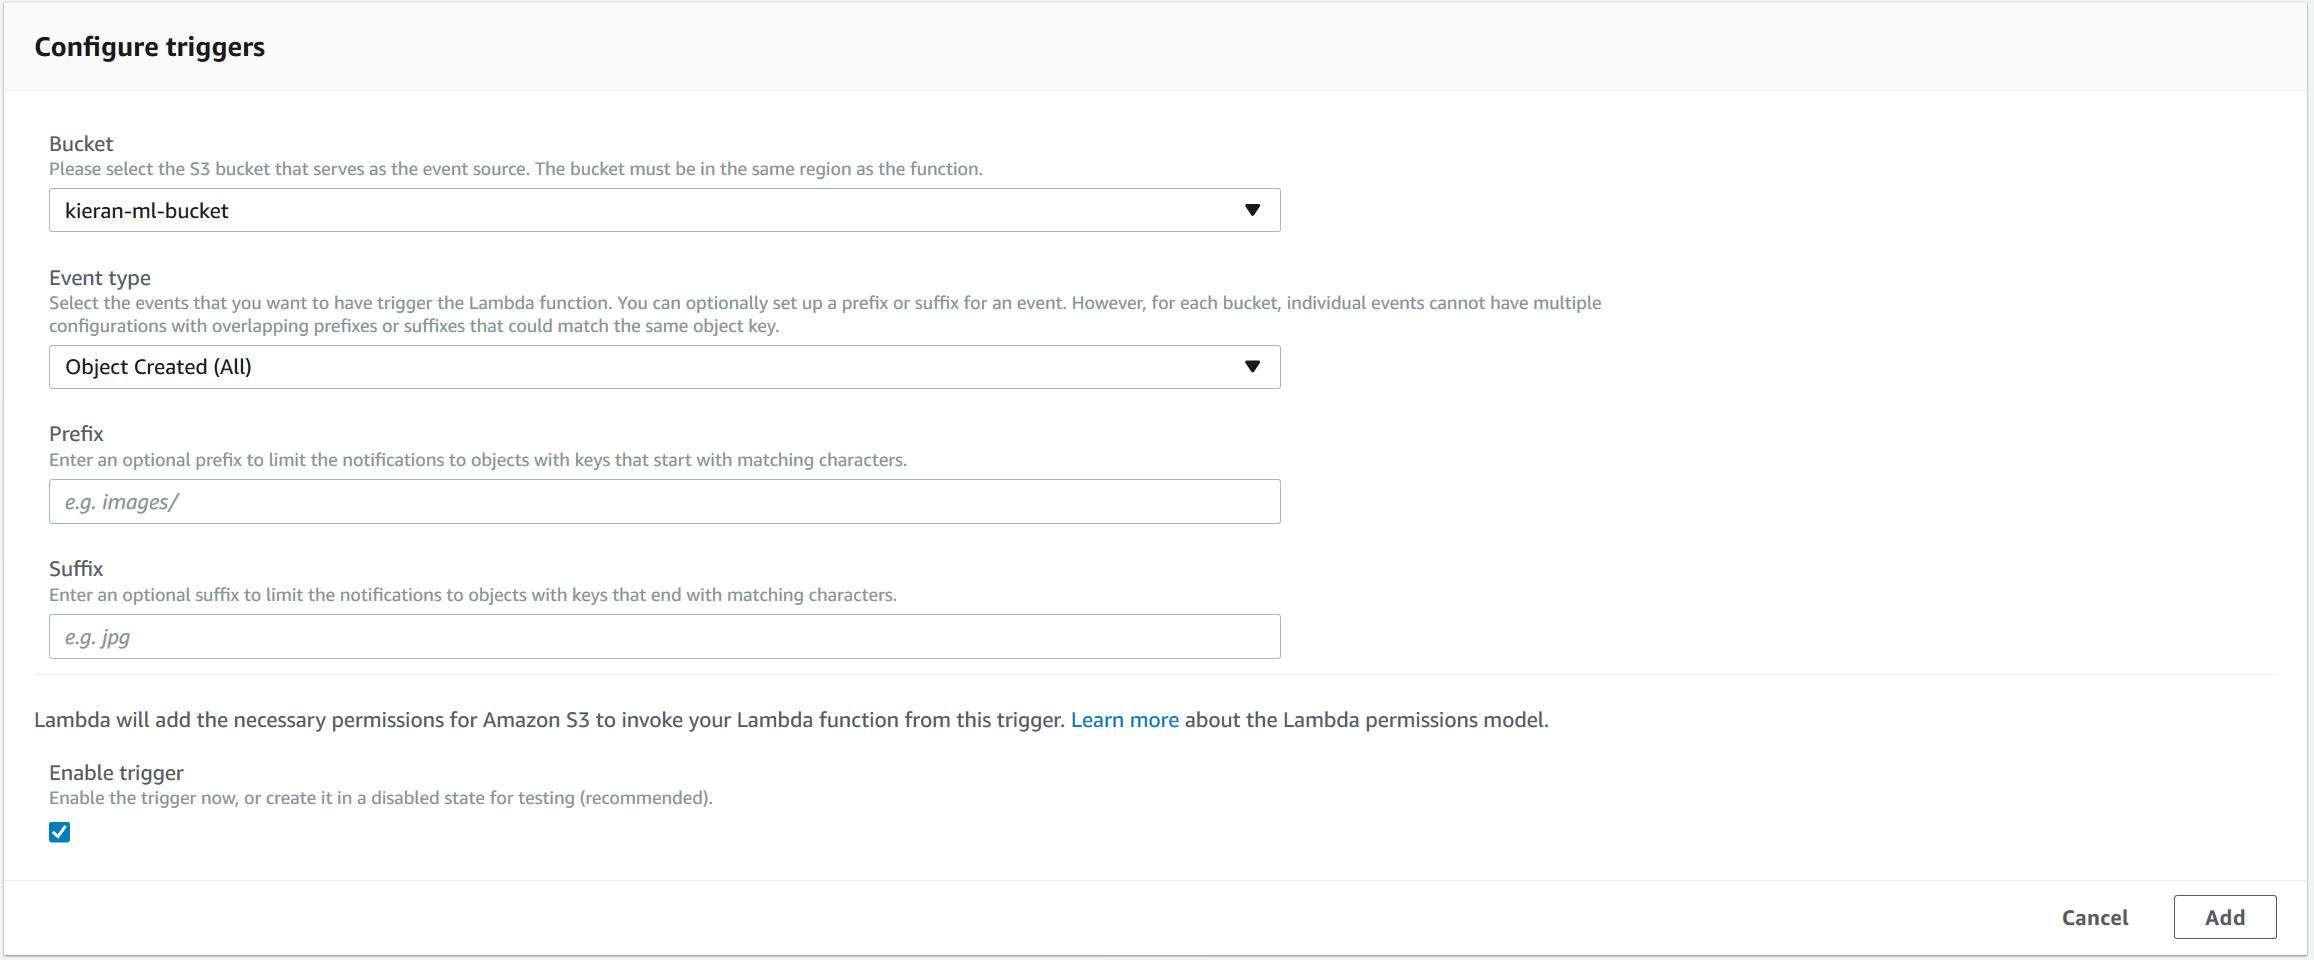 Configure triggers
Bucket
Please select the S3 bucket that serves as the event source. The bucket must be in the same region as the function.
kieran-ml-bucket
Event type
Select the events that you want to have trigger the Lambda function. You can optionally set up a prefix or suffix for an event. However, for each bucket, individual events cannot have multiple
configurations with overlapping prefixes or suffixes that could match the same object key.
Object Created (All)
Prefix
Enter an optional prefix to limit the notifications to objects with keys that start with matching characters.
e.g. images/
Suffix
Enter an optional suffix to limit the notifications to objects with keys that end with matching characters.
e.g. jpg
Lambda will add the necessary permissions for Amazon S3 to invoke your Lambda function from this trigger. Learn more about the Lambda permissions model.
Enable trigger
Enable the trigger now, or create it in a disabled state for testing (recommended).
Cancel
Add